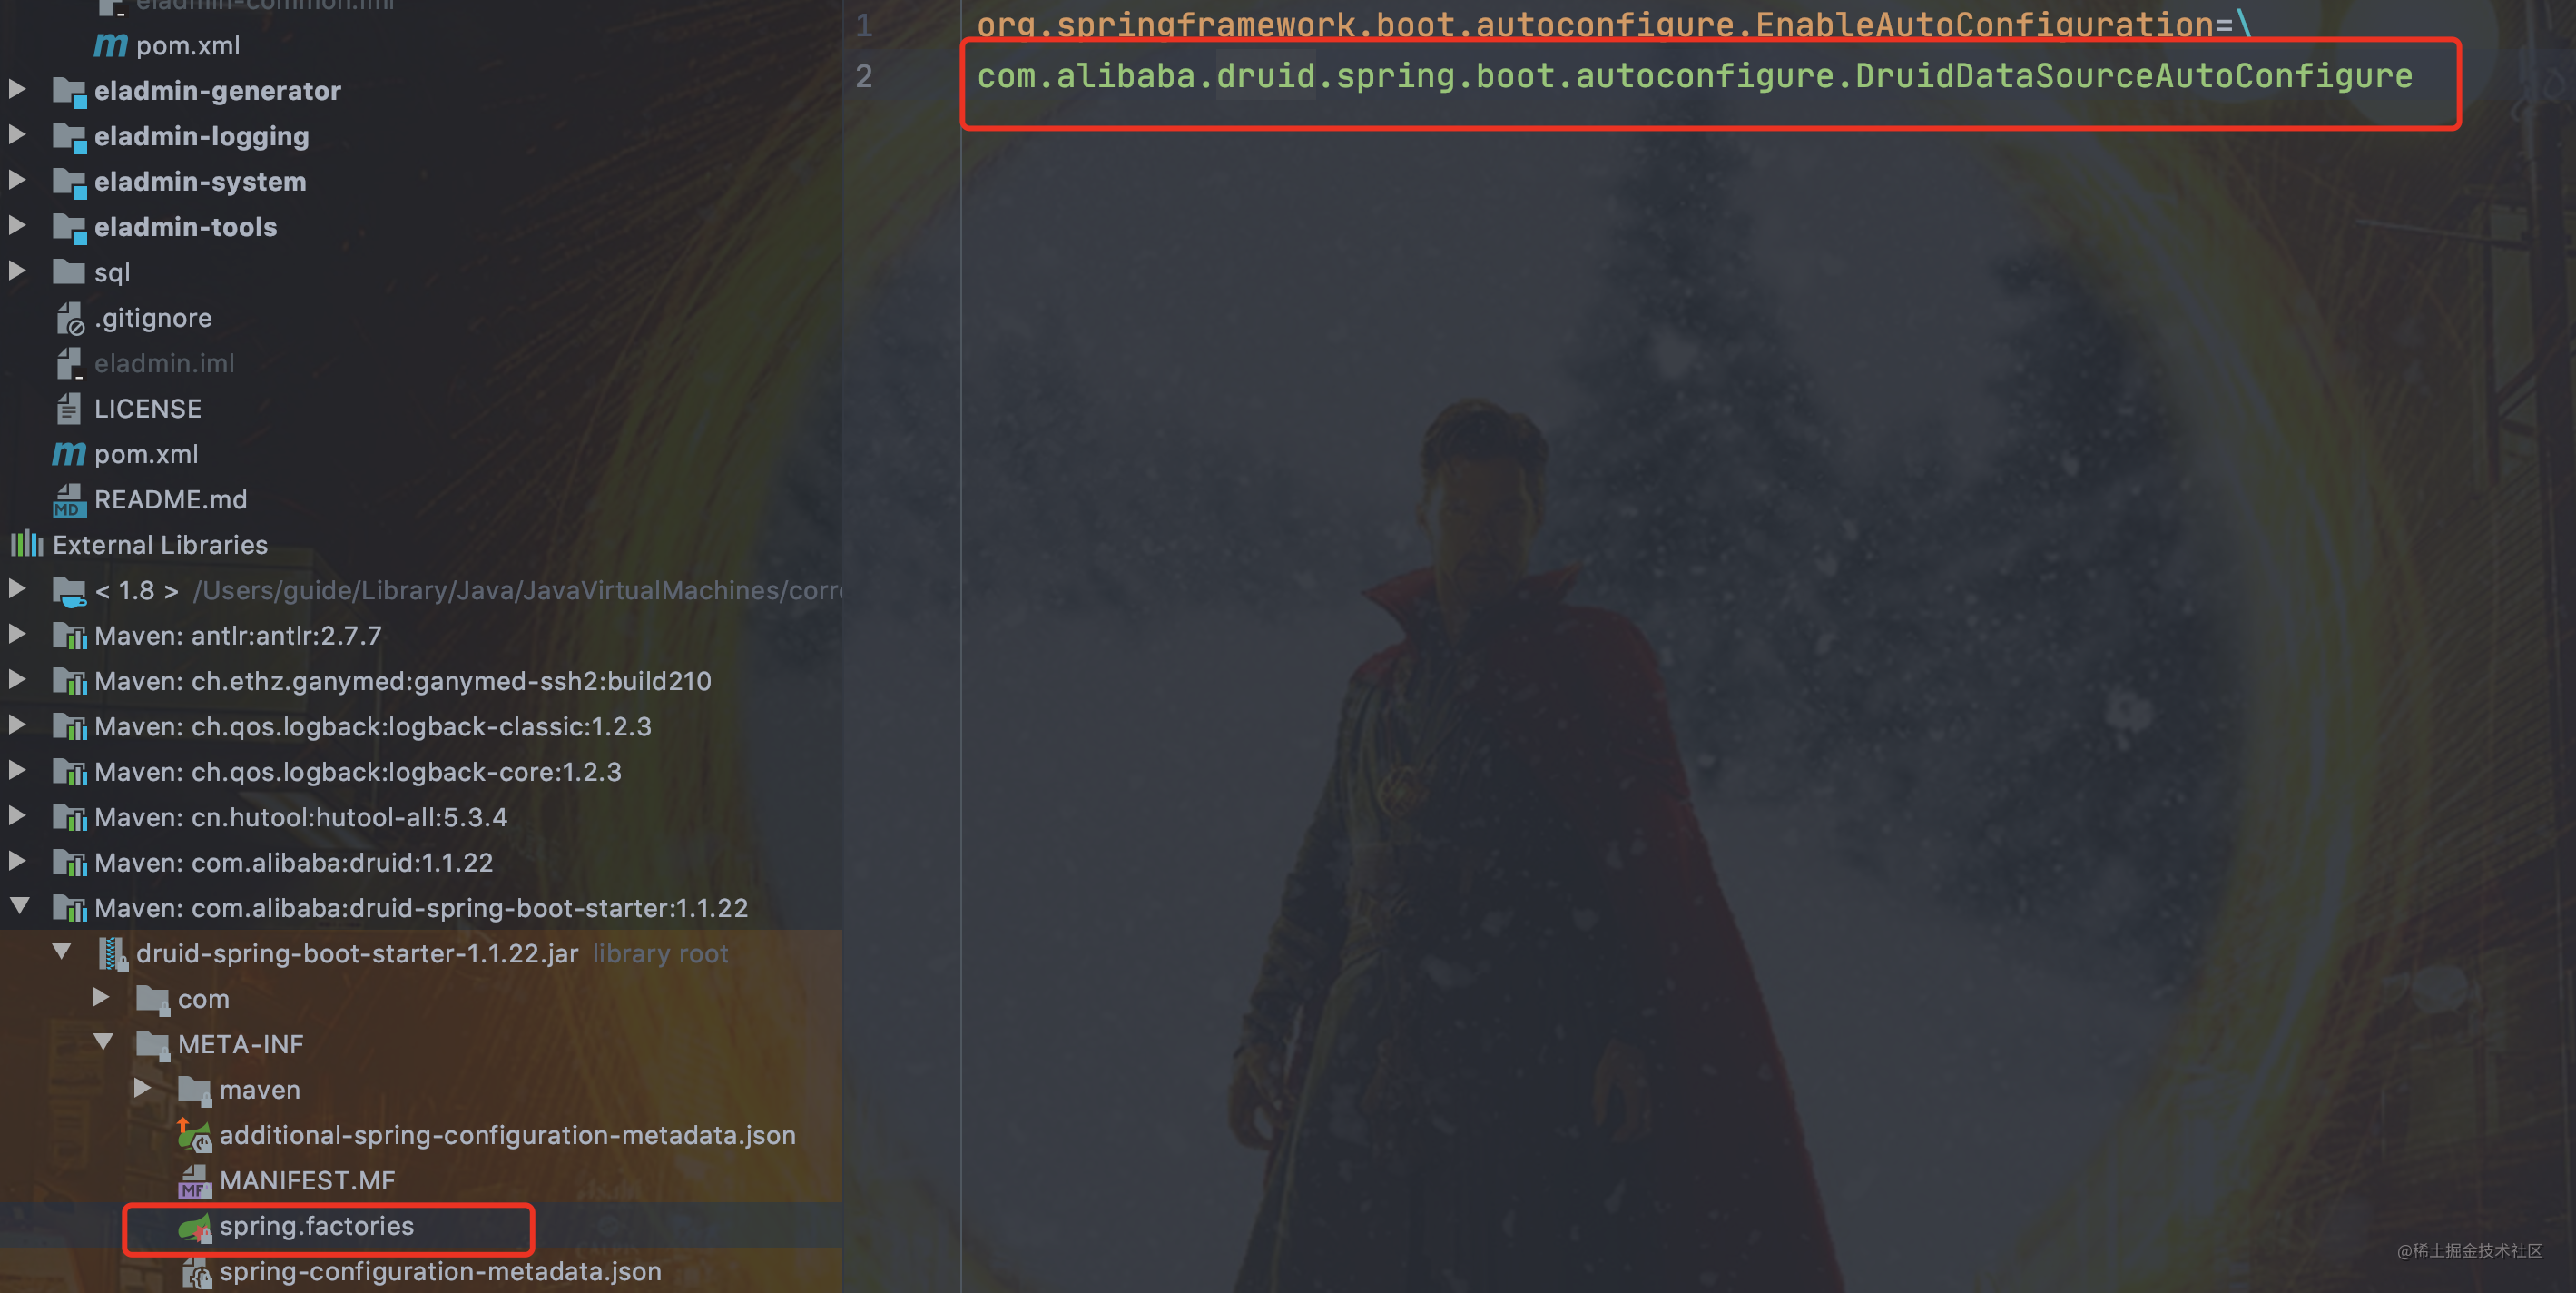 eladmin-common.iml
pom.xml
eladmin-generator
eladmin-logging
eladmin-system
eladmin-tools
sql
.gitignore
eladmin.iml
LICENSE
pom.xml
MD README.md
External Libraries
< 1.8 > /Users/guide/Library/Java/JavaVirtualMachines/corr
Maven: antlr:antlr:2.7.7
Maven: ch.ethz.ganymed:ganymed-ssh2:build210
Maven: ch.qos.logback:logback-classic:1.2.3
Maven: ch.qos.logback:logback-core:1.2.3
Maven: cn.hutool:hutool-all:5.3.4
Maven: com.alibaba:druid:1.1.22
Maven: com.alibaba:druid-spring-boot-starter:1.1.22
druid-spring-boot-starter-1.1.22.jar library root
com
META-INF
maven
additional-spring-configuration-metadata.json
MF MANIFEST.MF
spring.factories
spring-configuration-metadata.json
1 org.springframework.boot.autoconfigure.EnableAutoConfiguration=\
2 com.alibaba.druid.spring.boot.autoconfigure.DruidDataSourceAutoConfigure
@稀土掘金技术社区